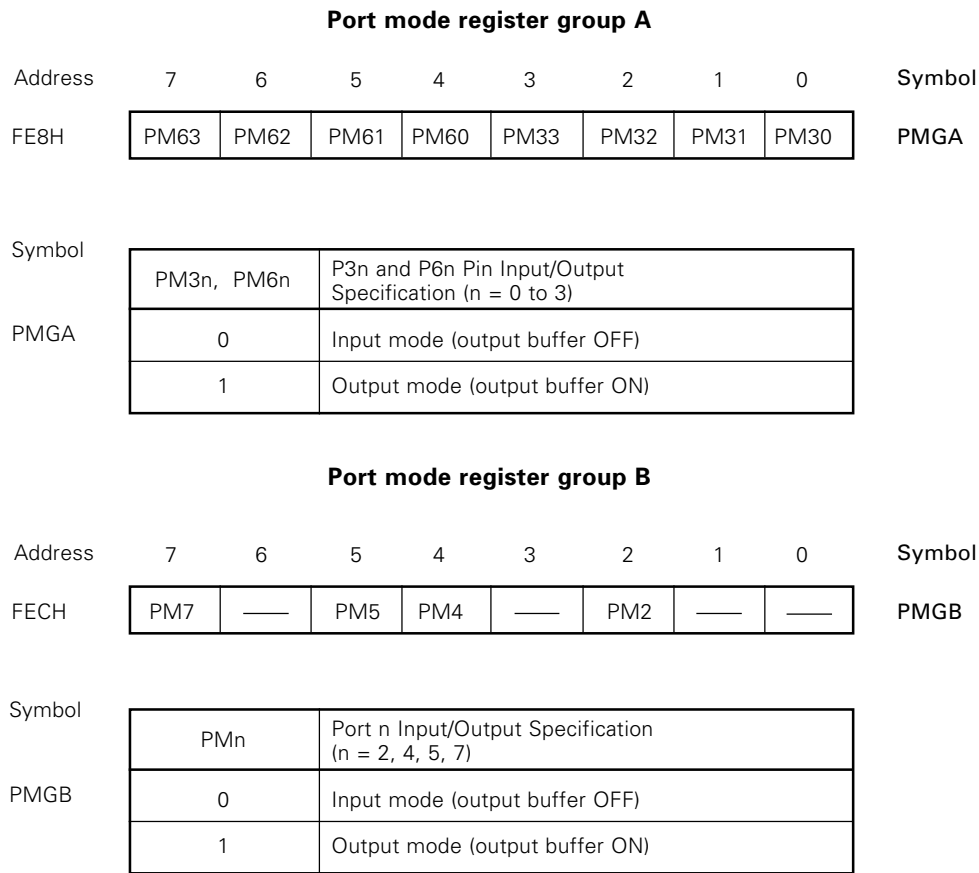 Port mode register group A
Address 7 6 5 4 3 2 1 0 Symbol
FE8H PM63 PM62 PM61 PM60 PM33 PM32 PM31 PM30 PMGA
Symbol
PM3n, PM6n P3n and P6n Pin Input/Output
Specification (n = 0 to 3)
PMGA 0 Input mode (output buffer OFF)
1 Output mode (output buffer ON)
Port mode register group B
Address 7 6 5 4 3 2 1 0 Symbol
FECH PM7 — PM5 PM4 — PM2 — — PMGB
Symbol
PMn Port n Input/Output Specification
(n = 2, 4, 5, 7)
PMGB 0 Input mode (output buffer OFF)
1 Output mode (output buffer ON)